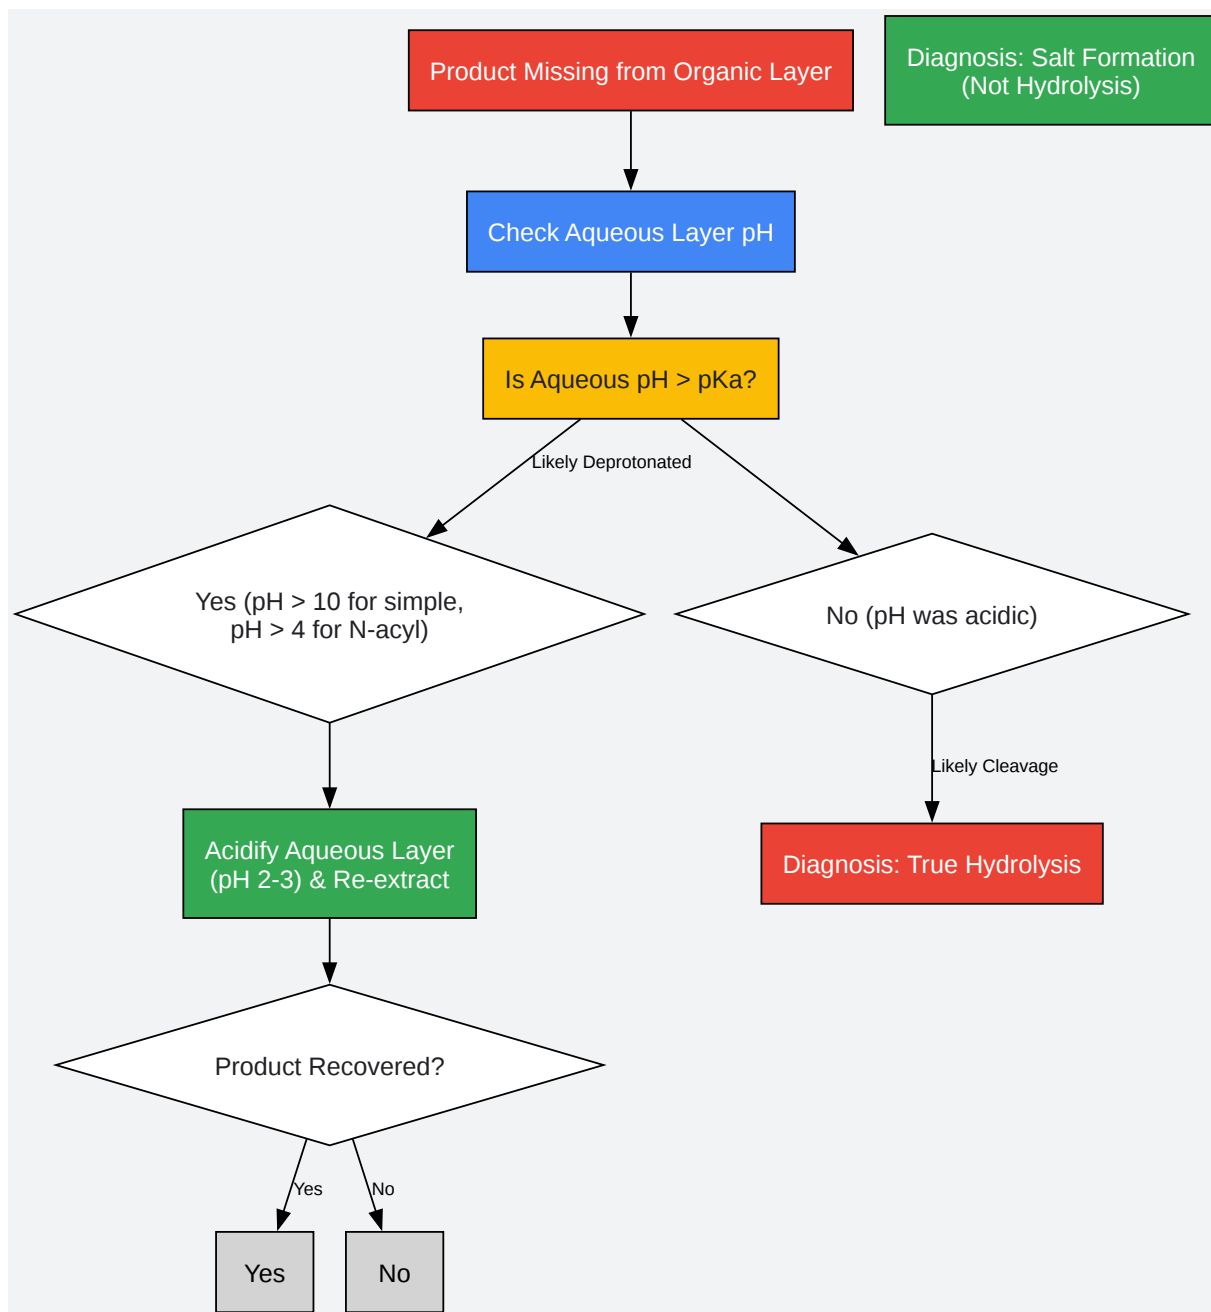 Product Missing from Organic Layer
Diagnosis: Salt Formation
(Not Hydrolysis)
Check Aqueous Layer pH
Is Aqueous pH > pKa?
Likely Deprotonated
Yes (pH > 10 for simple,
pH > 4 for N-acyl)
No (pH was acidic)
Likely Cleavage
Acidify Aqueous Layer
(pH 2-3) & Re-extract
Diagnosis: True Hydrolysis
Product Recovered?
Yes
No
Yes
No